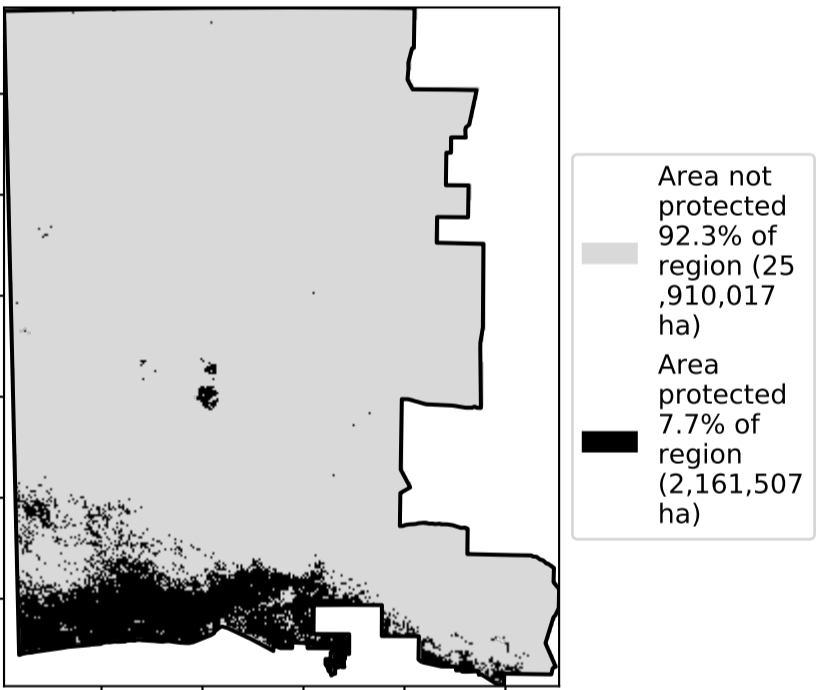 Area not
protected
92.3% of
region (25
,910,017
ha)
Area
protected
7.7% of
region
(2,161,507
ha)